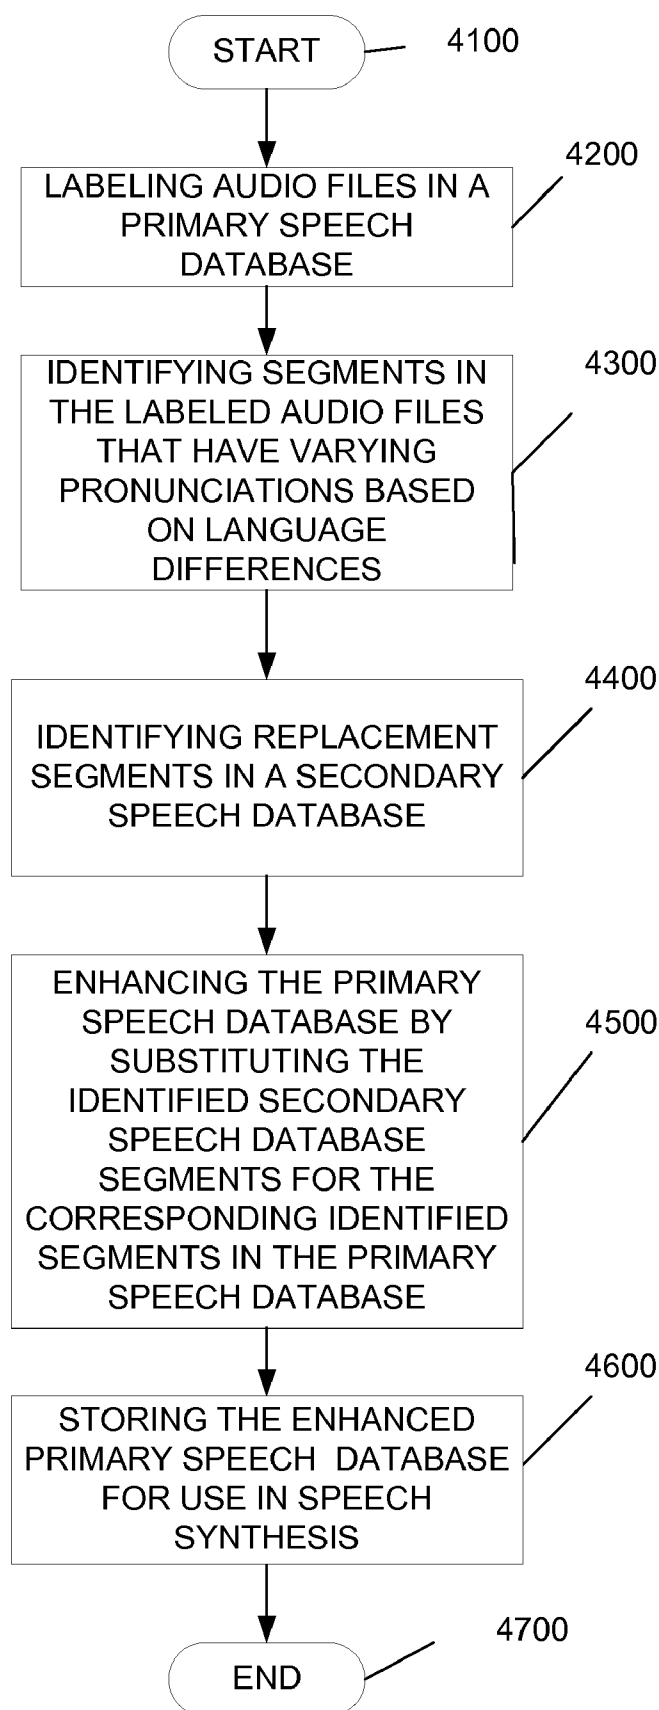 START
4100
4200
LABELING AUDIO FILES IN A
PRIMARY SPEECH
DATABASE
4300
IDENTIFYING SEGMENTS IN
THE LABELED AUDIO FILES
THAT HAVE VARYING
PRONUNCIATIONS BASED
ON LANGUAGE
DIFFERENCES
4400
IDENTIFYING REPLACEMENT
SEGMENTS IN A SECONDARY
SPEECH DATABASE
4500
ENHANCING THE PRIMARY
SPEECH DATABASE BY
SUBSTITUTING THE
IDENTIFIED SECONDARY
SPEECH DATABASE
SEGMENTS FOR THE
CORRESPONDING IDENTIFIED
SEGMENTS IN THE PRIMARY
SPEECH DATABASE
4600
STORING THE ENHANCED
PRIMARY SPEECH DATABASE
FOR USE IN SPEECH
SYNTHESIS
4700
END